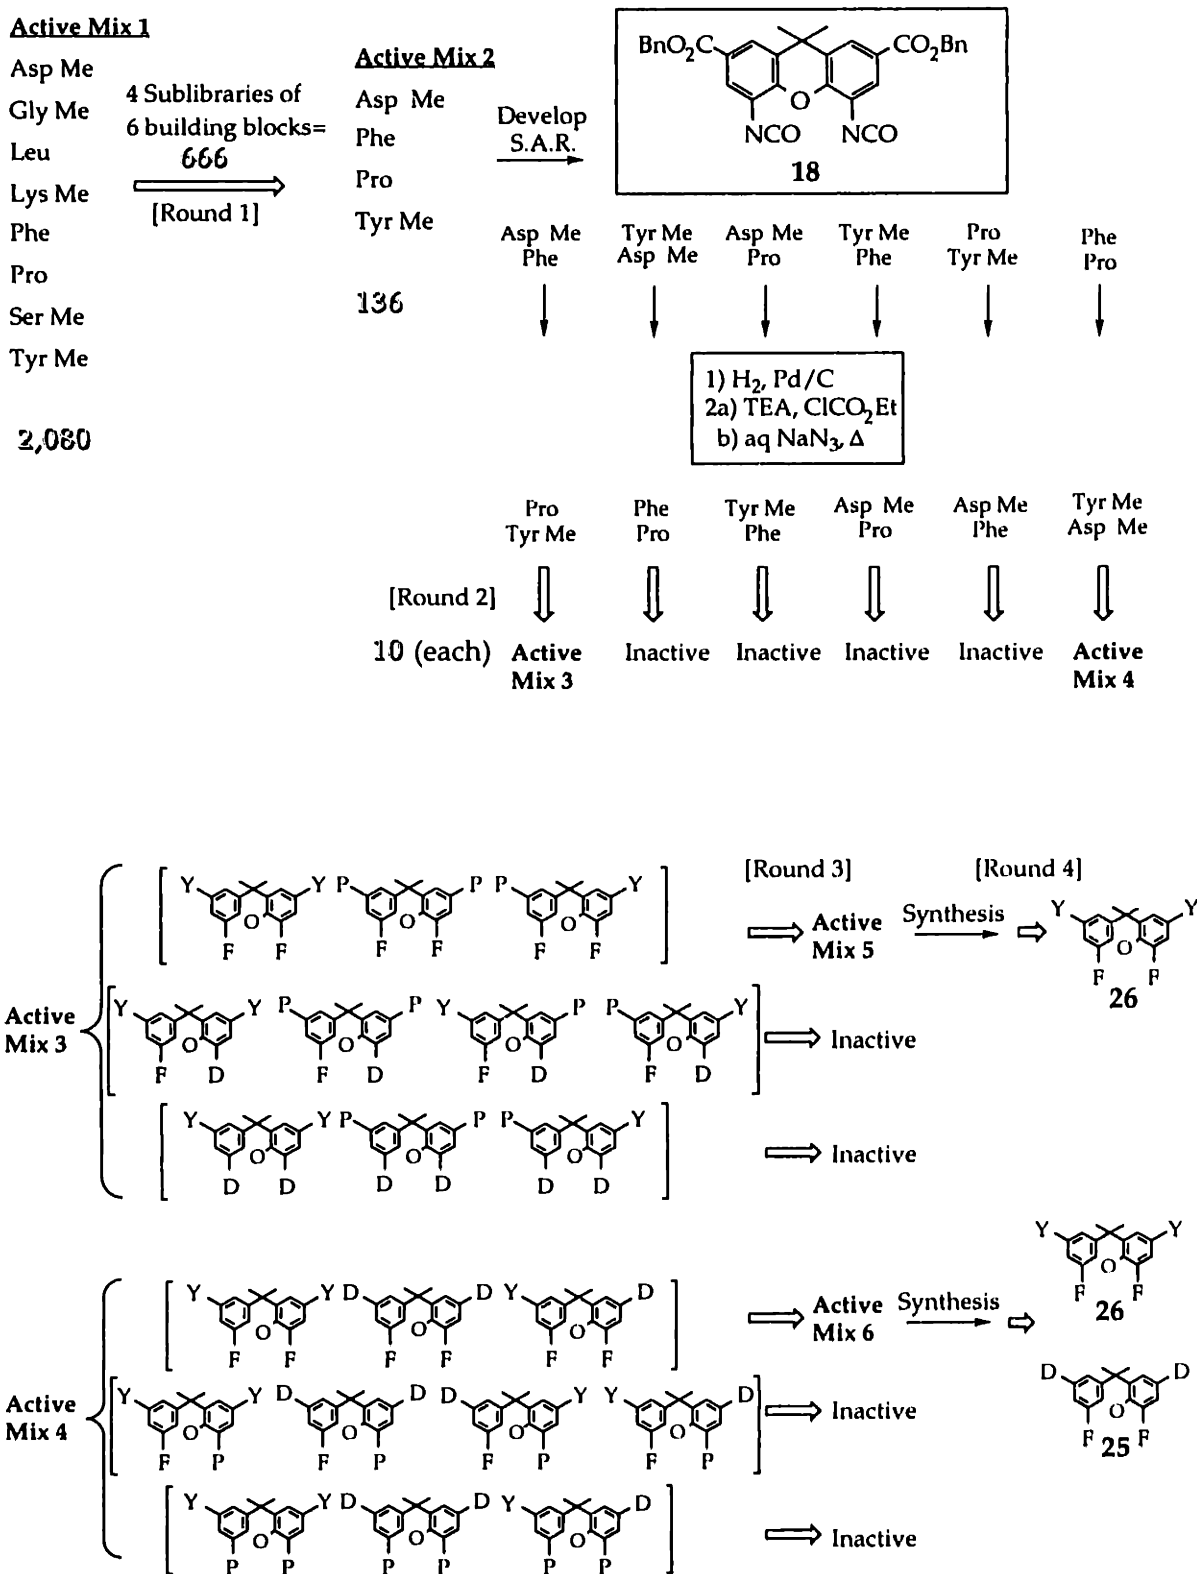 Active Mix 1
Asp Me
Gly Me
Leu
Lys Me
Phe
Pro
Ser Me
Tyr Me
2,080
4 Sublibraries of
6 building blocks=
666
[Round 1]
Active Mix 2
Asp Me
Phe
Pro
Tyr Me
136
Develop
S.A.R.
BnO2C
CO2Bn
O
NCO
NCO
18
Asp Me
Phe
Tyr Me
Asp Me
Asp Me
Pro
Tyr Me
Phe
Pro
Tyr Me
Phe
Pro
1) H2, Pd/C
2a) TEA, ClCO2Et
b) aq NaN3, Δ
Pro
Tyr Me
Phe
Pro
Tyr Me
Phe
Asp Me
Pro
Asp Me
Phe
Tyr Me
Asp Me
[Round 2]
10 (each)
Active
Mix 3
Inactive
Inactive
Inactive
Inactive
Active
Mix 4
[Round 3]
[Round 4]
Active
Mix 3
Y Y P P P Y
O O O
F F F F F F
Active
Mix 5
Synthesis
Y Y
O
F F
26
Y Y P P Y P P Y
O O O O
F D F D F D F D
Inactive
Y Y P P P Y
O O O
D D D D D D
Inactive
Active
Mix 4
Y Y D D Y D
O O O
F F F F F F
Active
Mix 6
Synthesis
Y Y
O
F F
26
D D
O
F F
25
Y Y D D D Y Y D
O O O O
F P F P F P F P
Inactive
Y Y D D Y D
O O O
P P P P P P
Inactive